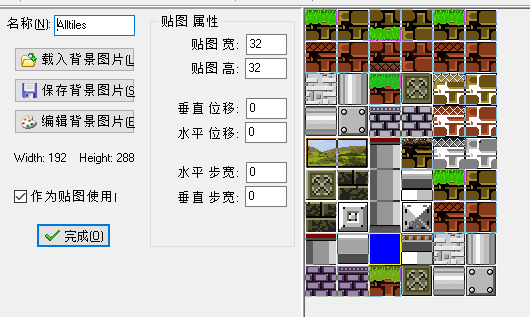 名称(N): Alltiles
载入背景图片(L
保存背景图片(S
编辑背景图片(E
Width: 192 Height: 288
作为贴图使用
完成(O)
贴图 属性
贴图 宽: 32
贴图 高: 32
垂直 位移: 0
水平 位移: 0
水平 步宽: 0
垂直 步宽: 0